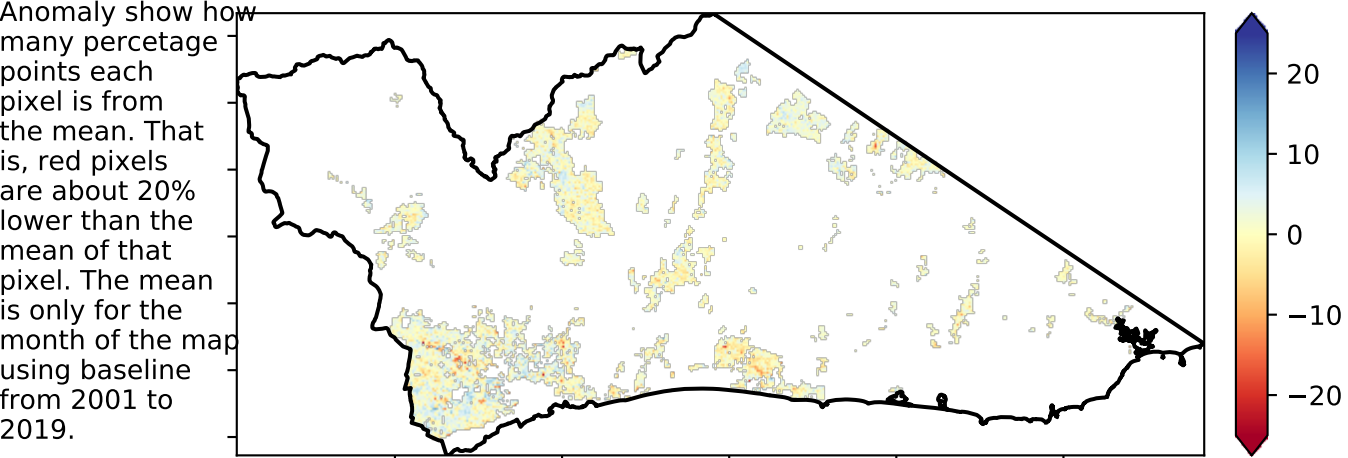 Anomaly show how
many percetage
points each
pixel is from
the mean. That
is, red pixels
are about 20%
lower than the
mean of that
pixel. The mean
is only for the
month of the map
using baseline
from 2001 to
2019.
20
10
0
−10
−20